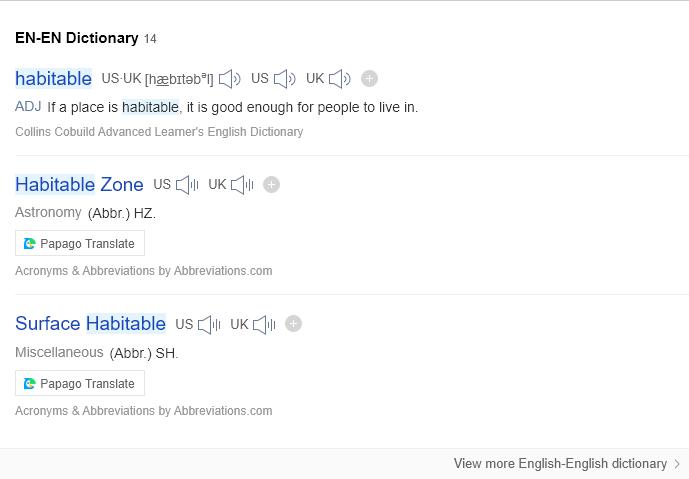 EN-EN Dictionary 14
habitable US·UK [hæbɪtəbᵊl] US UK
ADJ If a place is habitable, it is good enough for people to live in.
Collins Cobuild Advanced Learner's English Dictionary
Habitable Zone US UK
Astronomy (Abbr.) HZ.
Papago Translate
Acronyms & Abbreviations by Abbreviations.com
Surface Habitable US UK
Miscellaneous (Abbr.) SH.
Papago Translate
Acronyms & Abbreviations by Abbreviations.com
View more English-English dictionary